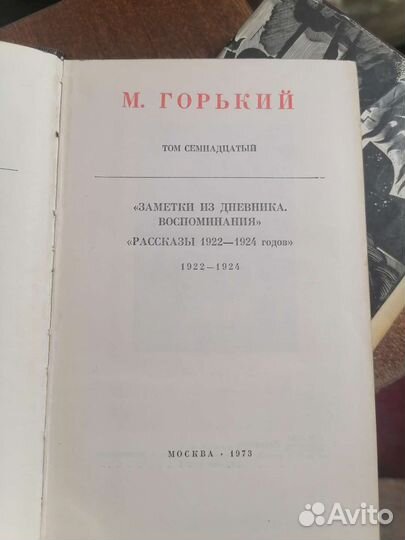 М. ГОРЬКИЙ
ТОМ СЕМНАДЦАТЫЙ
«ЗАМЕТКИ ИЗ ДНЕВНИКА.
ВОСПОМИНАНИЯ»
«РАССКАЗЫ 1922—1924 годов»
1922—1924
МОСКВА · 1973
Avito